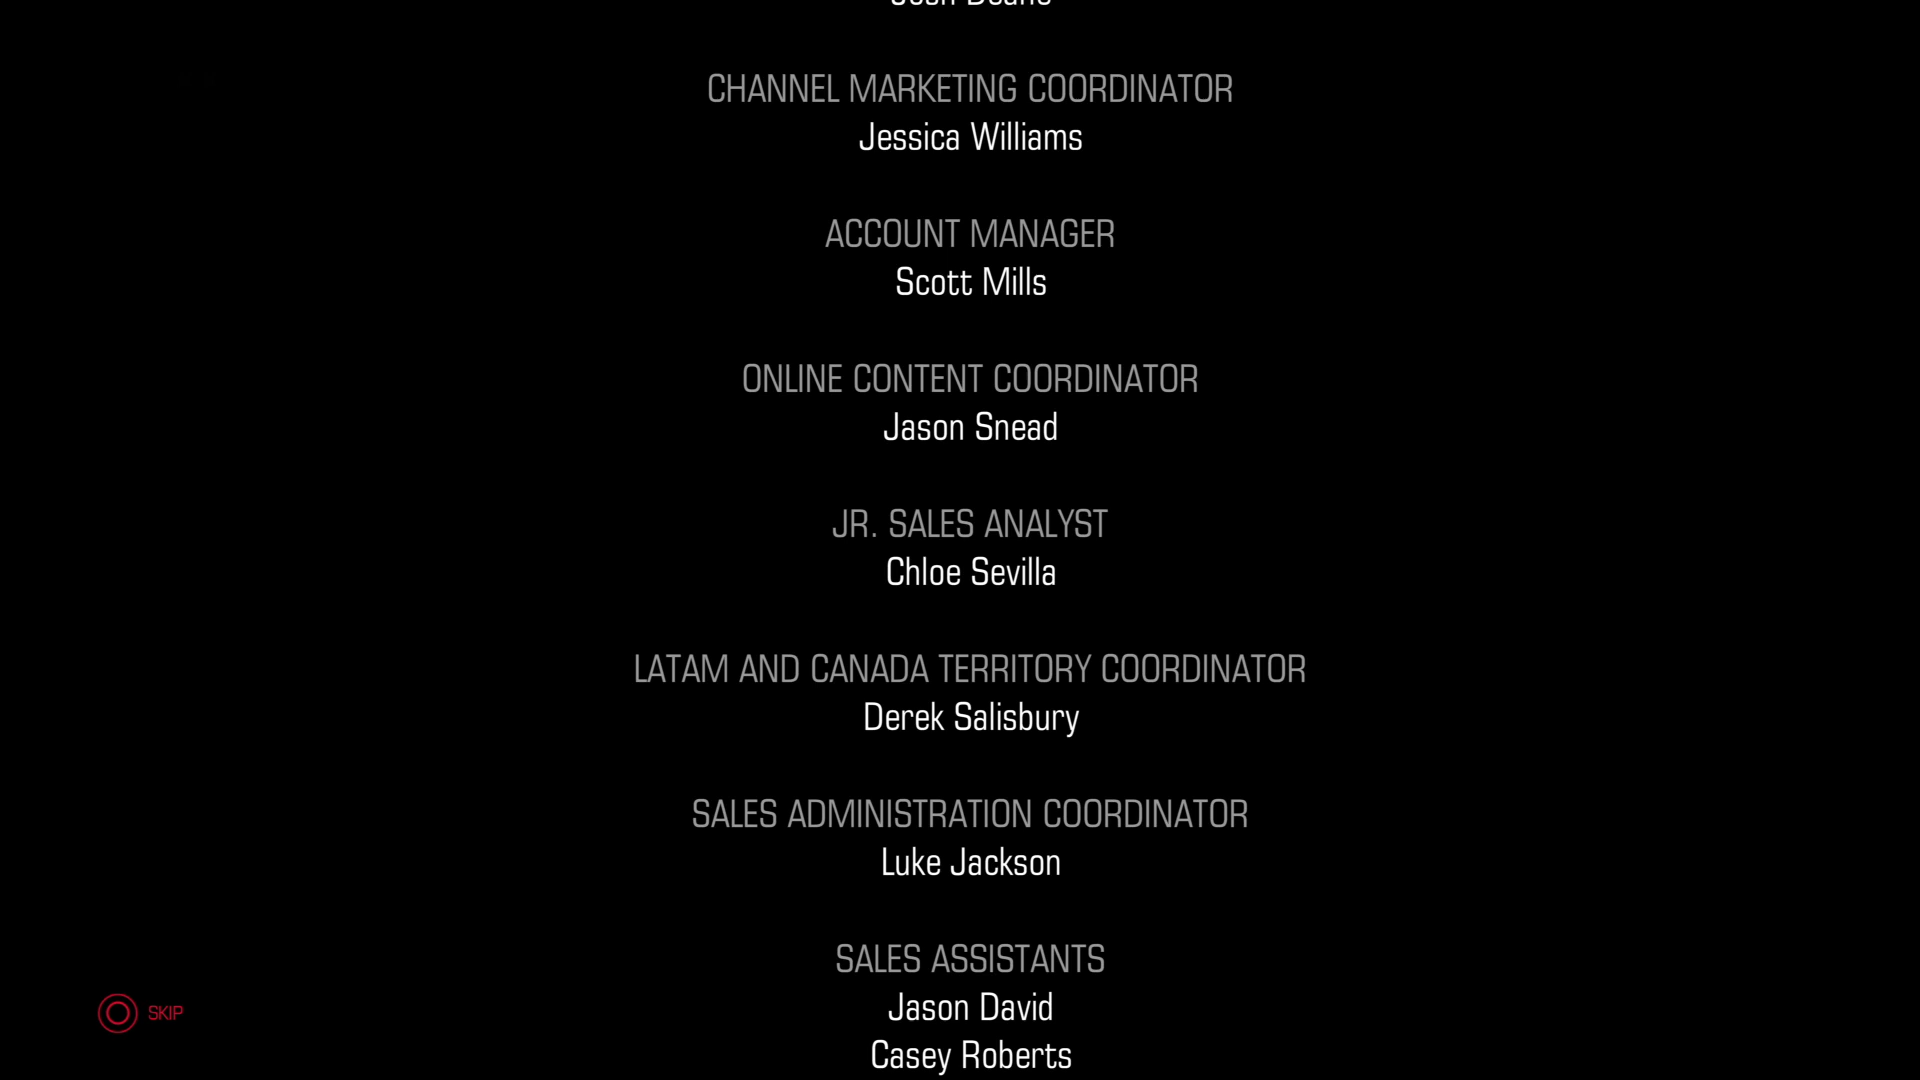 CHANNEL MARKETING COORDINATOR
Jessica Williams
ACCOUNT MANAGER
Scott Mills
ONLINE CONTENT COORDINATOR
Jason Snead
JR. SALES ANALYST
Chloe Sevilla
LATAM AND CANADA TERRITORY COORDINATOR
Derek Salisbury
SALES ADMINISTRATION COORDINATOR
Luke Jackson
SALES ASSISTANTS
Jason David
SKIP
Casey Roberts